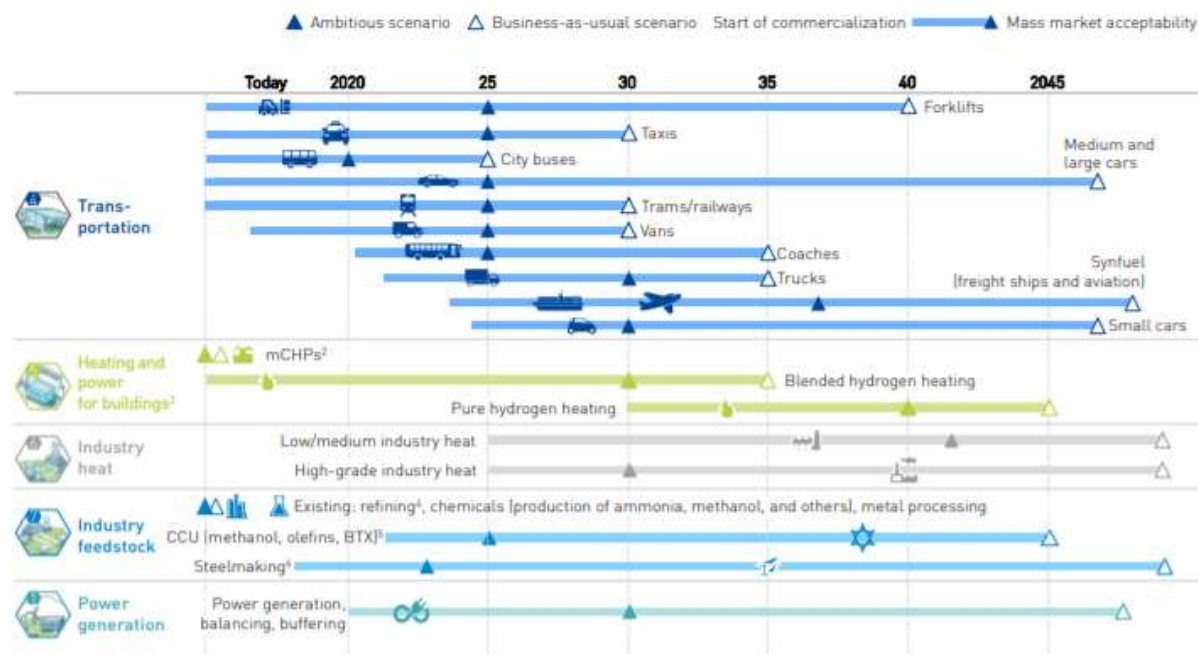 Ambitious scenario Business-as-usual scenario Start of commercialization Mass market acceptability
Today 2020 25 30 35 40 2045
Forklifts
Taxis
City buses
Medium and
large cars
Trans-
portation
Trams/railways
Vans
Coaches
Trucks
Synfuel
(freight ships and aviation)
Small cars
Heating and
power
for buildings³
mCHPs²
Blended hydrogen heating
Pure hydrogen heating
Industry
heat
Low/medium industry heat
High-grade industry heat
Industry
feedstock
Existing: refining⁴, chemicals (production of ammonia, methanol, and others), metal processing
CCU (methanol, olefins, BTX)⁵
Steelmaking⁶
Power
generation
Power generation,
balancing, buffering